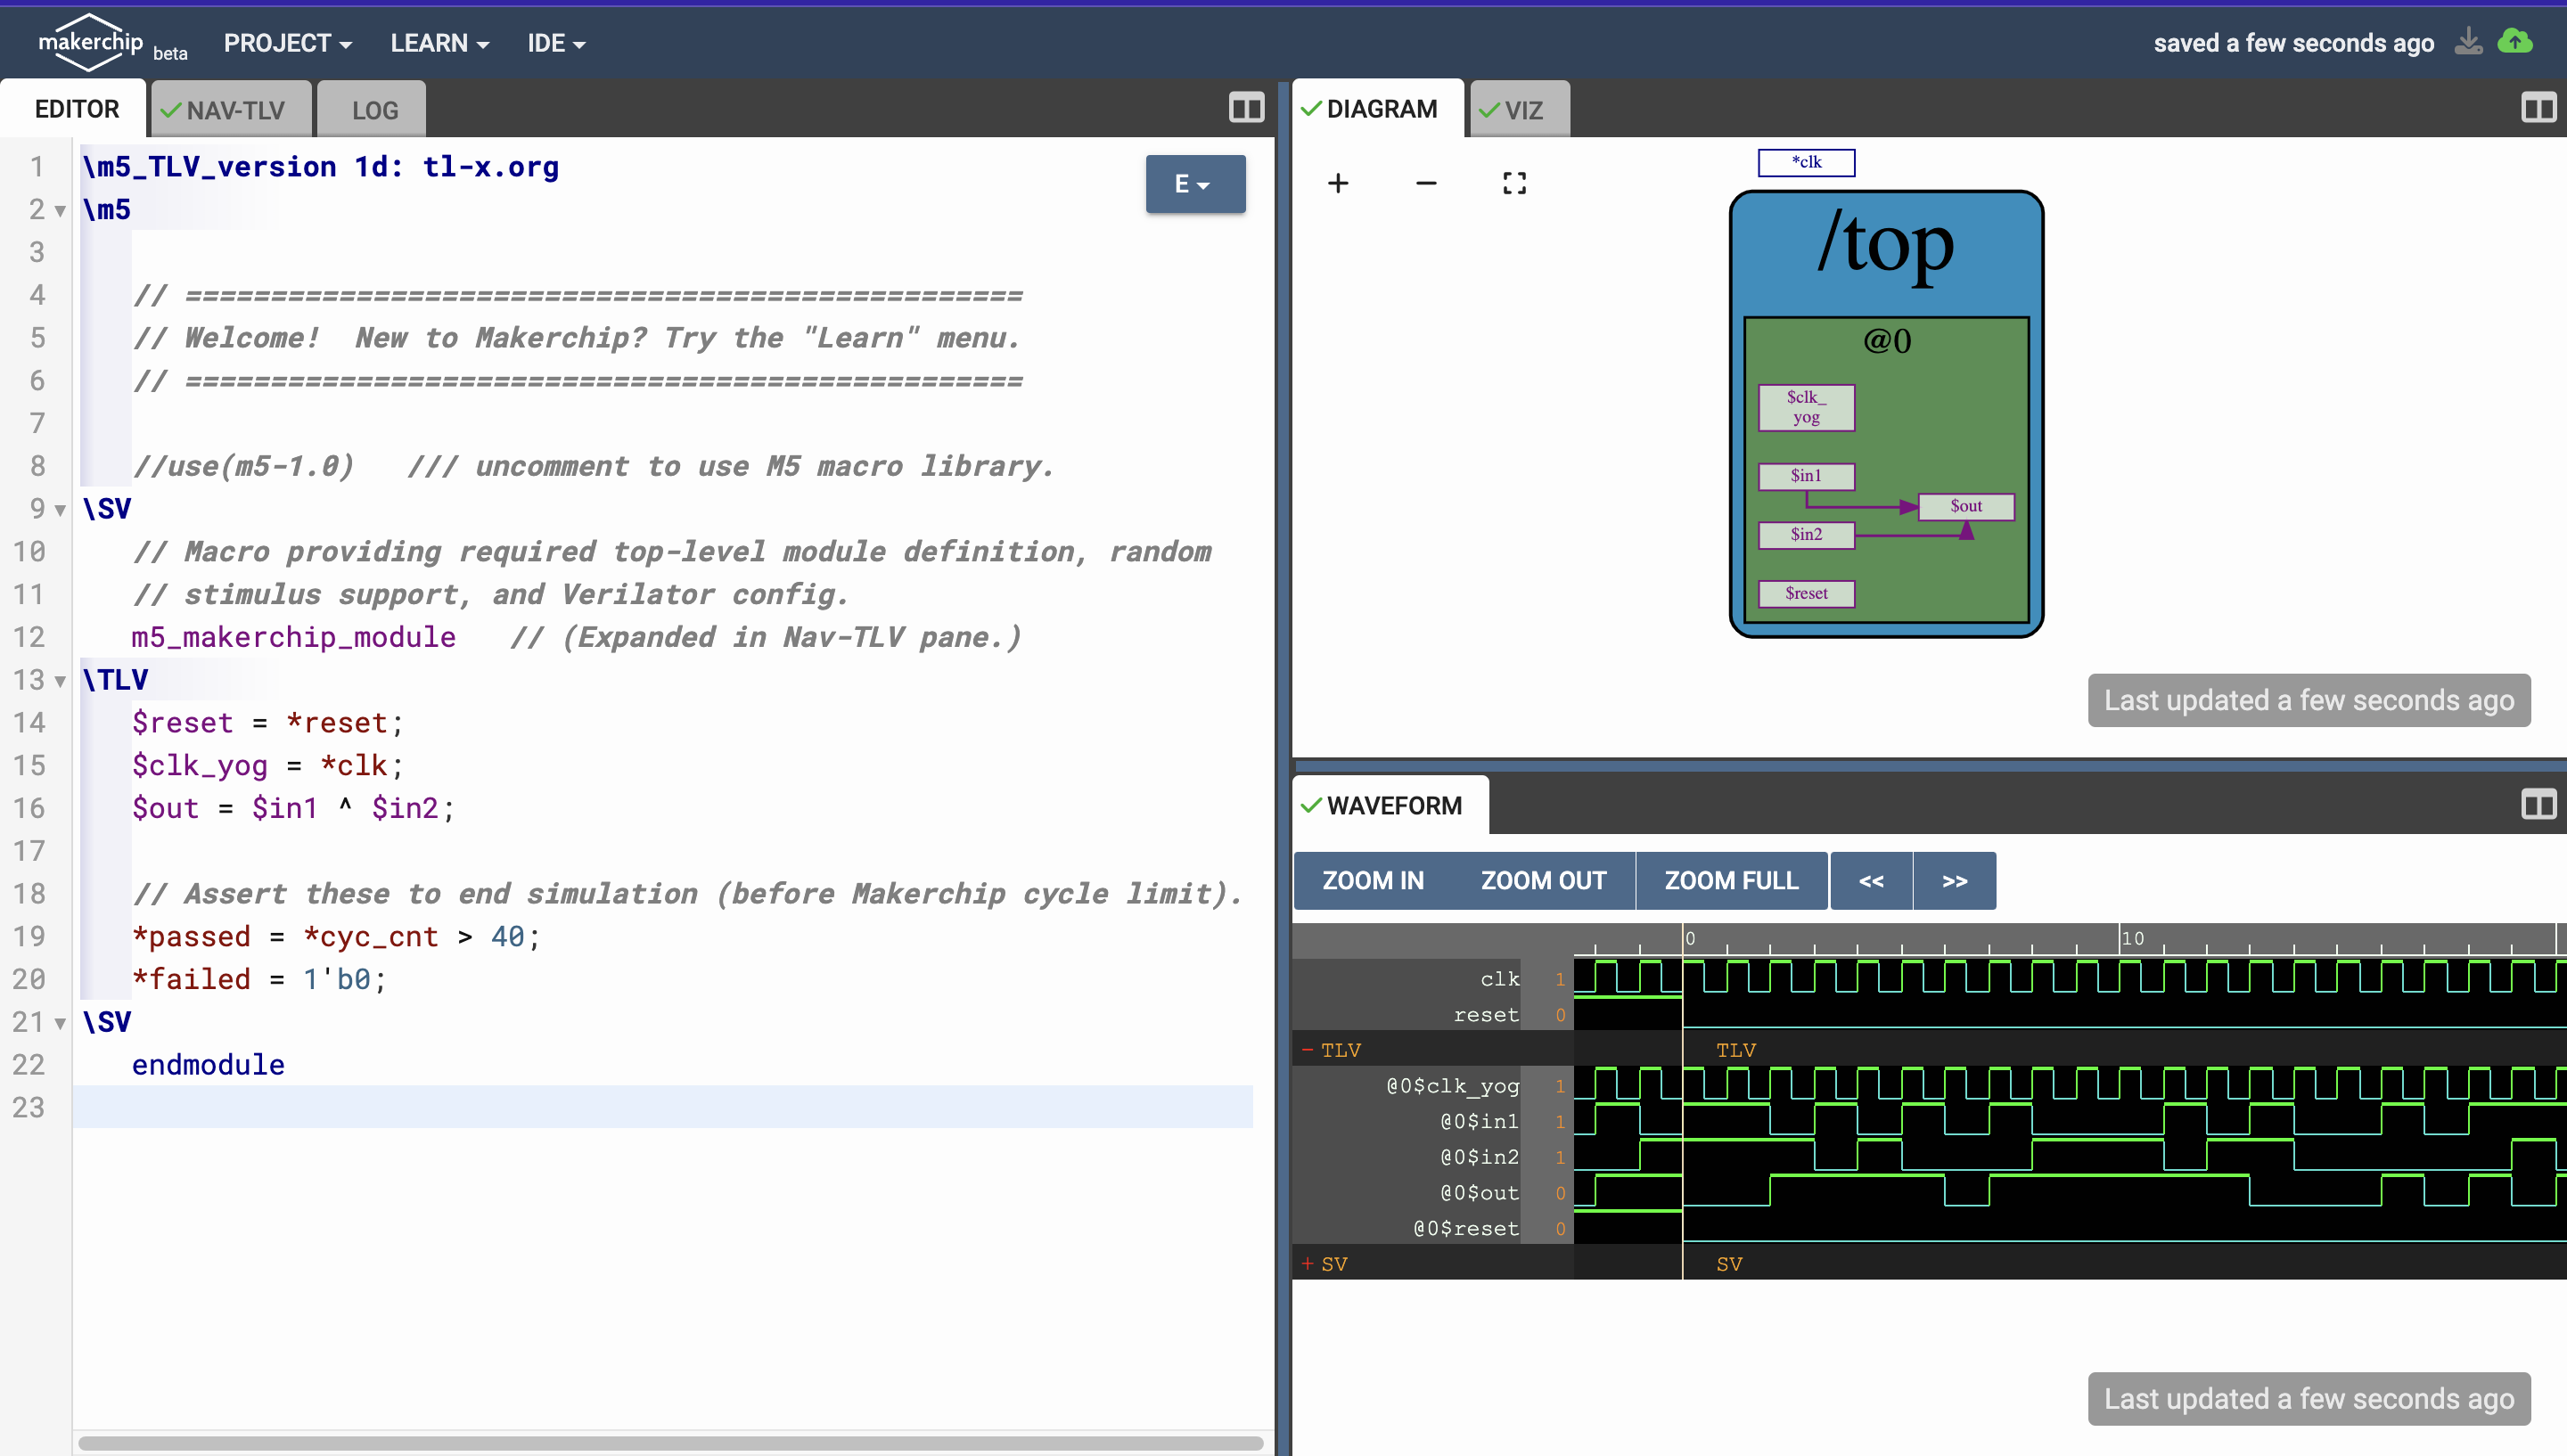 makerchip beta PROJECT LEARN IDE saved a few seconds ago
EDITOR NAV-TLV LOG
1 \m5_TLV_version 1d: tl-x.org
2 \m5
3
4 // =================================================
5 // Welcome!  New to Makerchip? Try the "Learn" menu.
6 // =================================================
7
8 //use(m5-1.0)   /// uncomment to use M5 macro library.
9 \SV
10 // Macro providing required top-level module definition, random
11 // stimulus support, and Verilator config.
12 m5_makerchip_module   // (Expanded in Nav-TLV pane.)
13 \TLV
14 $reset = *reset;
15 $clk_yog = *clk;
16 $out = $in1 ^ $in2;
17
18 // Assert these to end simulation (before Makerchip cycle limit).
19 *passed = *cyc_cnt > 40;
20 *failed = 1'b0;
21 \SV
22 endmodule
23
E
DIAGRAM VIZ
*clk
/top
@0
$clk_
yog
$in1
$out
$in2
$reset
Last updated a few seconds ago
WAVEFORM
ZOOM IN ZOOM OUT ZOOM FULL << >>
0 10
clk 1
reset 0
- TLV TLV
@0$clk_yog 1
@0$in1 1
@0$in2 1
@0$out 0
@0$reset 0
+ SV SV
Last updated a few seconds ago